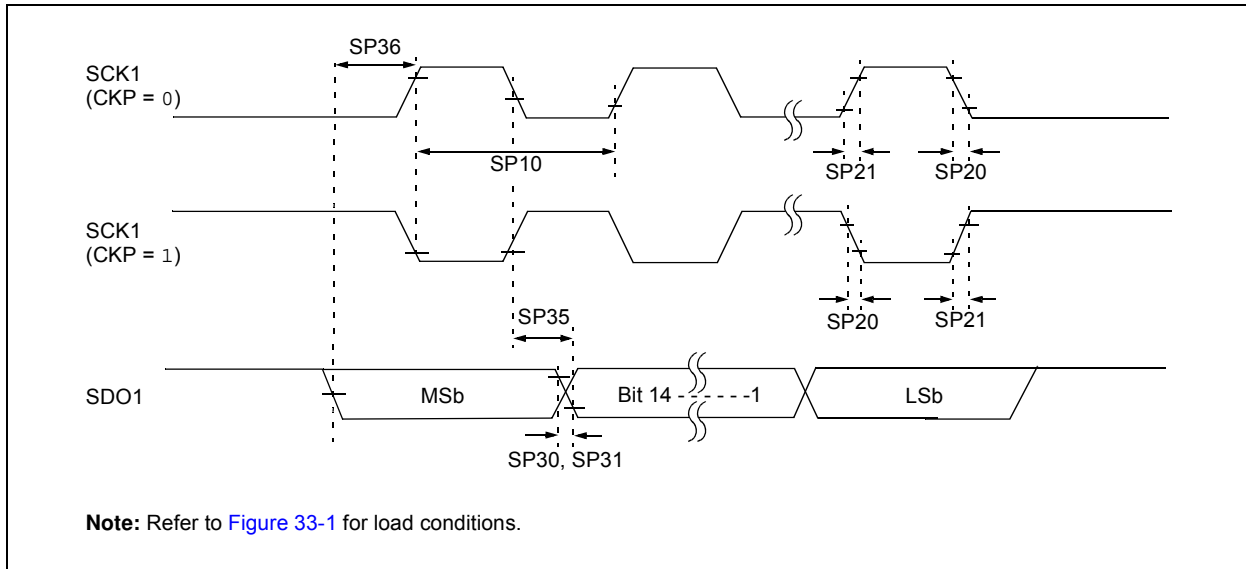 SP36
SCK1
(CKP = 0)
SP10
SP21
SP20
SCK1
(CKP = 1)
SP35
SP20
SP21
SDO1
MSb
Bit 14 - - - - - - -1
LSb
SP30, SP31
Note: Refer to Figure 33-1 for load conditions.